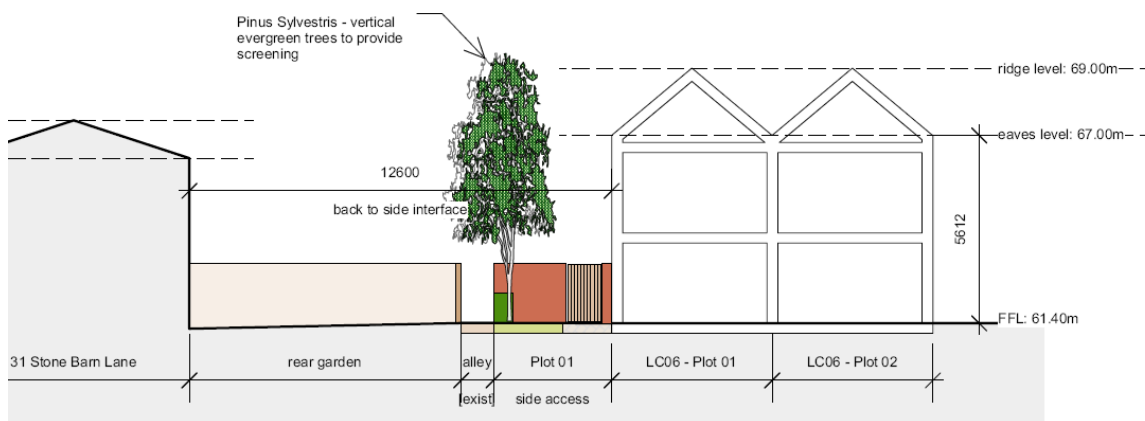 Pinus Sylvestris - vertical
evergreen trees to provide
screening
ridge level: 69.00m
eaves level: 67.00m
12600
back to side interface
5612
FFL: 61.40m
31 Stone Barn Lane
rear garden
alley
Plot 01
LC06 - Plot 01
LC06 - Plot 02
[exist]
side access